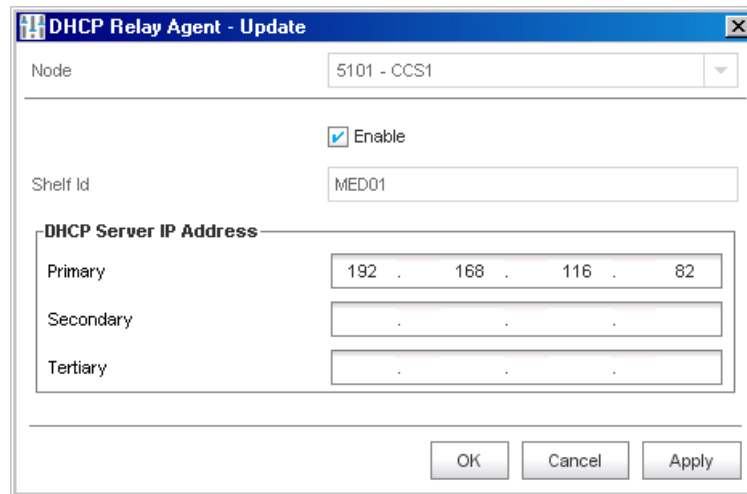 DHCP Relay Agent - Update
Node 5101 - CCS1
Enable
Shelf Id MED01
DHCP Server IP Address
Primary 192 . 168 . 116 . 82
Secondary . . .
Tertiary . . .
OK Cancel Apply